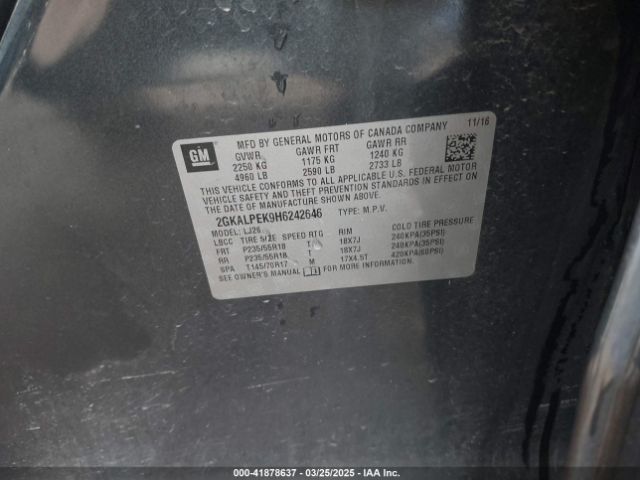 GM
MFD BY GENERAL MOTORS OF CANADA COMPANY 11/16
GVWR GAWR FRT GAWR RR
2250 KG 1175 KG 1240 KG
4960 LB 2590 LB 2733 LB
THIS VEHICLE CONFORMS TO ALL APPLICABLE U.S. FEDERAL MOTOR
VEHICLE SAFETY AND THEFT PREVENTION STANDARDS IN EFFECT
ON THE DATE OF MANUFACTURE SHOWN ABOVE.
2GKALPEK9H6242646 TYPE: M.P.V.
MODEL: LJ26
LBCC TIRE SIZE SPEED RTG RIM COLD TIRE PRESSURE
FRT P235/55R18 T 18X7J 240KPA(35PSI)
RR P235/55R18 T 18X7J 240KPA(35PSI)
SPA T145/70R17 M 17X4.5T 420KPA(60PSI)
SEE OWNER'S MANUAL FOR MORE INFORMATION.
© 2000-41878637 - 03/25/2025 - IAA Inc.